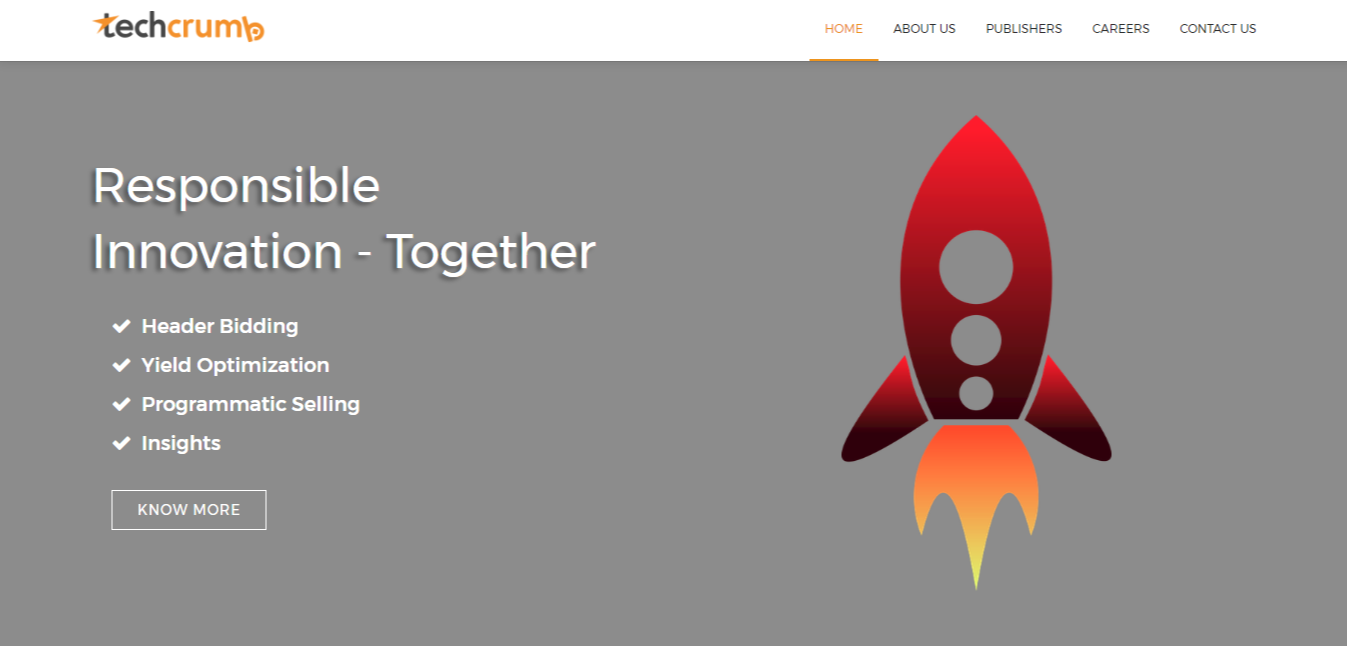 techcrumb
HOME ABOUT US PUBLISHERS CAREERS CONTACT US
Responsible
Innovation - Together
Header Bidding
Yield Optimization
Programmatic Selling
Insights
KNOW MORE